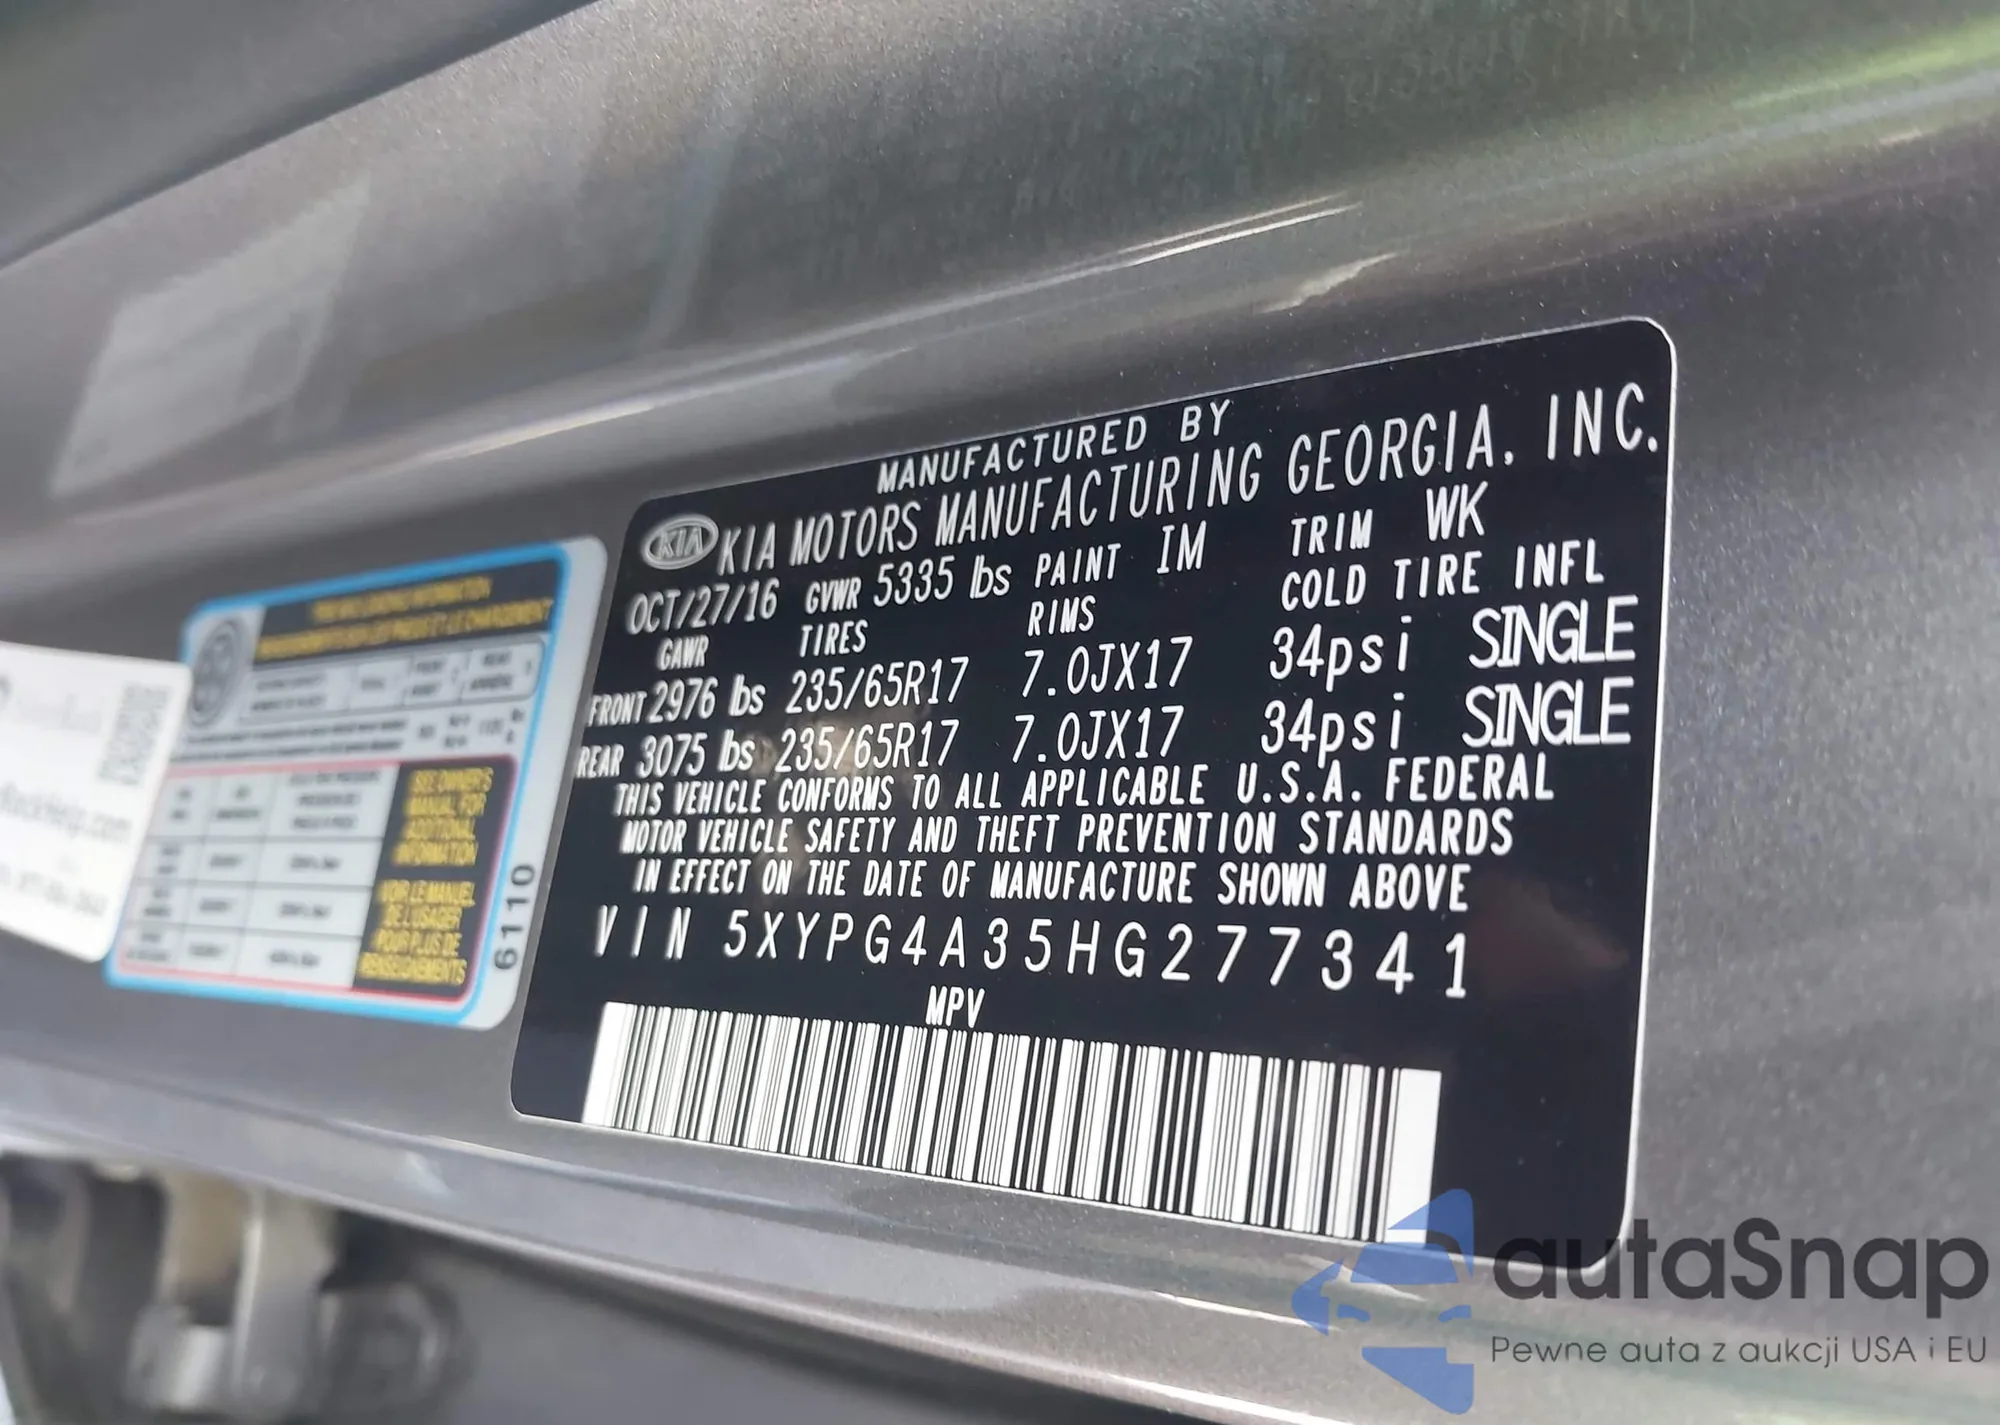 MANUFACTURED BY
KIA KIA MOTORS MANUFACTURING GEORGIA, INC.
OCT/27/16 GVWR 5335 lbs PAINT IM TRIM WK
GAWR TIRES RIMS COLD TIRE INFL
FRONT 2976 lbs 235/65R17 7.0JX17 34psi SINGLE
REAR 3075 lbs 235/65R17 7.0JX17 34psi SINGLE
THIS VEHICLE CONFORMS TO ALL APPLICABLE U.S.A. FEDERAL
MOTOR VEHICLE SAFETY AND THEFT PREVENTION STANDARDS
IN EFFECT ON THE DATE OF MANUFACTURE SHOWN ABOVE
VIN 5XYPG4A35HG277341
MPV
SEE OWNER'S
MANUAL FOR
ADDITIONAL
INFORMATION
VOIR LE MANUEL
DE L'USAGER
POUR PLUS DE
RENSEIGNEMENTS
6110
autaSnap
Pewne auta z aukcji USA i EU